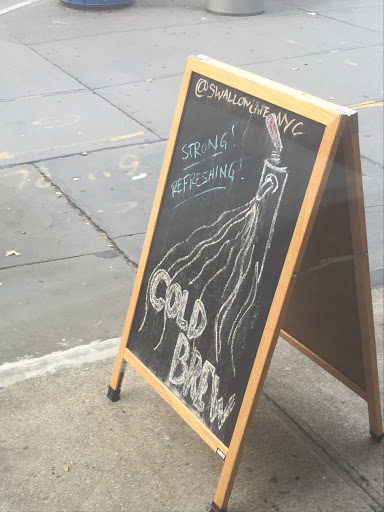 @SWALLOWCAFENYC
STRONG!
REFRESHING!
COLD
BREW